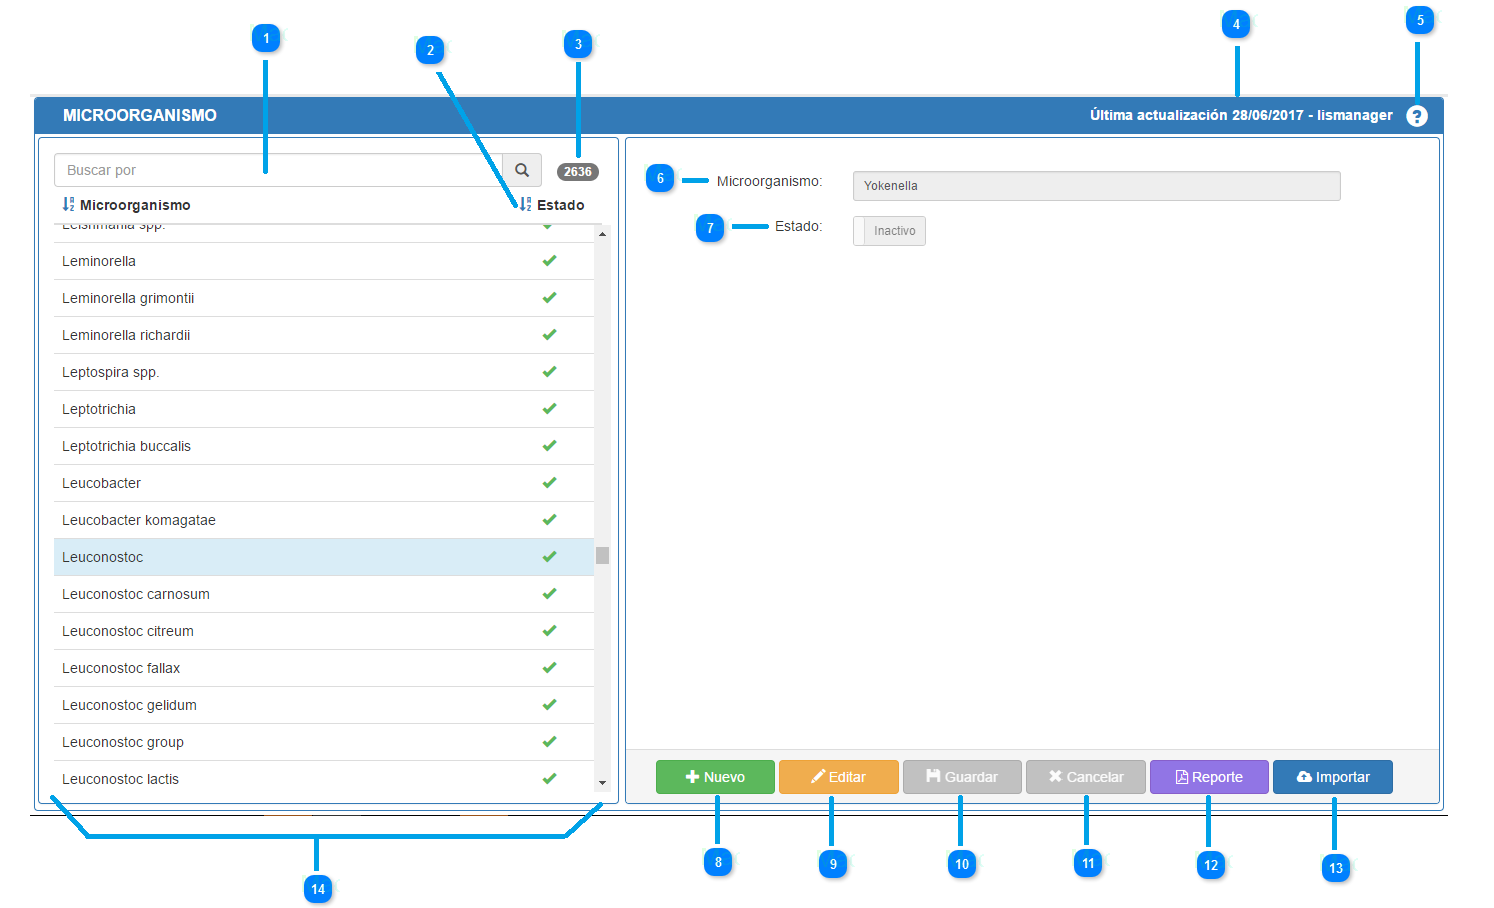 1
2
3
4
5
MICROORGANISMO
Última actualización 28/06/2017 - lismanager
?
Buscar por
2636
Microorganismo
Estado
Leishmania spp.
Leminorella
Leminorella grimontii
Leminorella richardii
Leptospira spp.
Leptotrichia
Leptotrichia buccalis
Leucobacter
Leucobacter komagatae
Leuconostoc
Leuconostoc carnosum
Leuconostoc citreum
Leuconostoc fallax
Leuconostoc gelidum
Leuconostoc group
Leuconostoc lactis
6
Microorganismo:
Yokenella
7
Estado:
Inactivo
Nuevo
Editar
Guardar
Cancelar
Reporte
Importar
8
9
10
11
12
13
14